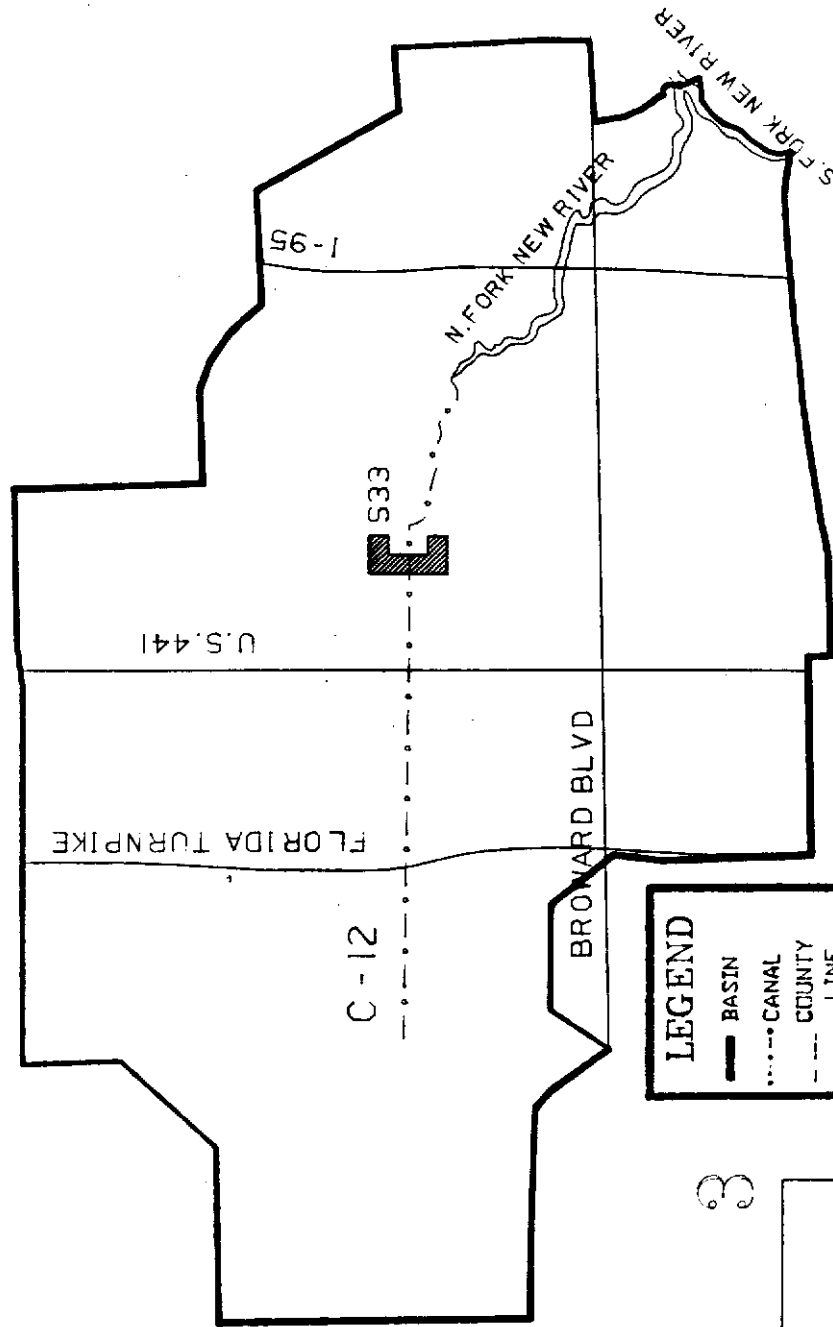 S. FORK NEW RIVER
N. FORK NEW RIVER
I-95
S33
U.S.441
FLORIDA TURNPIKE
BROWARD BLVD
C-12
LEGEND
BASIN
CANAL
COUNTY
LINE
3